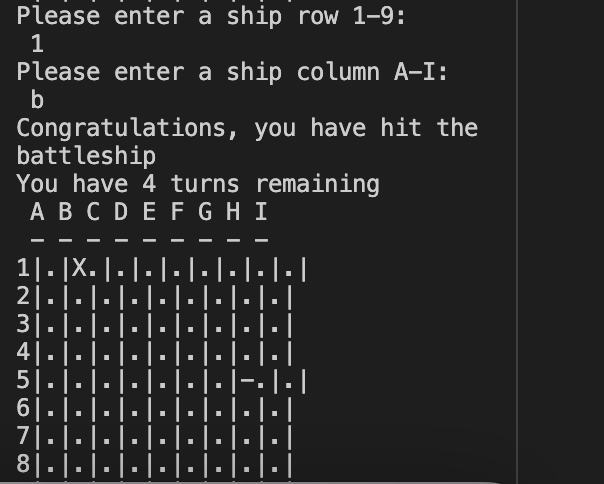 Please enter a ship row 1-9:
 1
Please enter a ship column A-I:
 b
Congratulations, you have hit the
battleship
You have 4 turns remaining
 A B C D E F G H I
 - - - - - - - - -
1|.|X.|.|.|.|.|.|.|.|
2|.|.|.|.|.|.|.|.|.|
3|.|.|.|.|.|.|.|.|.|
4|.|.|.|.|.|.|.|.|.|
5|.|.|.|.|.|.|.|-.|.|
6|.|.|.|.|.|.|.|.|.|
7|.|.|.|.|.|.|.|.|.|
8|.|.|.|.|.|.|.|.|.|